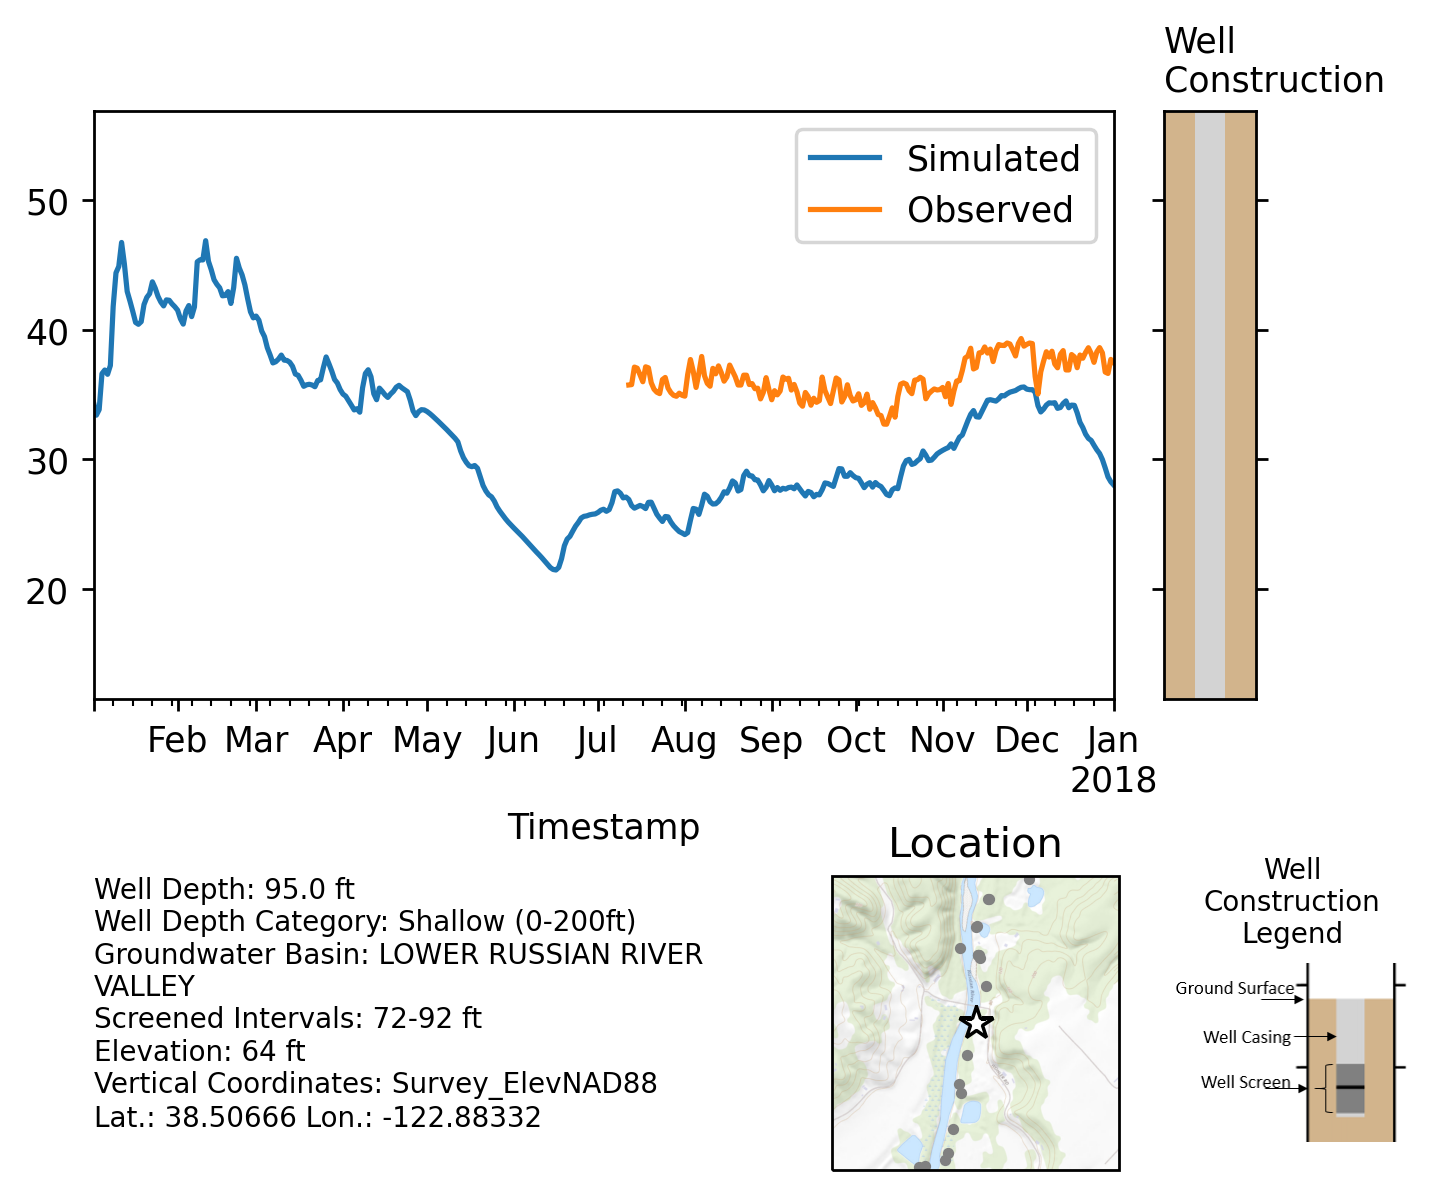 Well
Construction
Simulated
Observed
50
40
30
20
Feb Mar Apr May Jun Jul Aug Sep Oct Nov Dec Jan
2018
Timestamp
Well Depth: 95.0 ft
Well Depth Category: Shallow (0-200ft)
Groundwater Basin: LOWER RUSSIAN RIVER
VALLEY
Screened Intervals: 72-92 ft
Elevation: 64 ft
Vertical Coordinates: Survey_ElevNAD88
Lat.: 38.50666 Lon.: -122.88332
Location
Well
Construction
Legend
Ground Surface
Well Casing
Well Screen